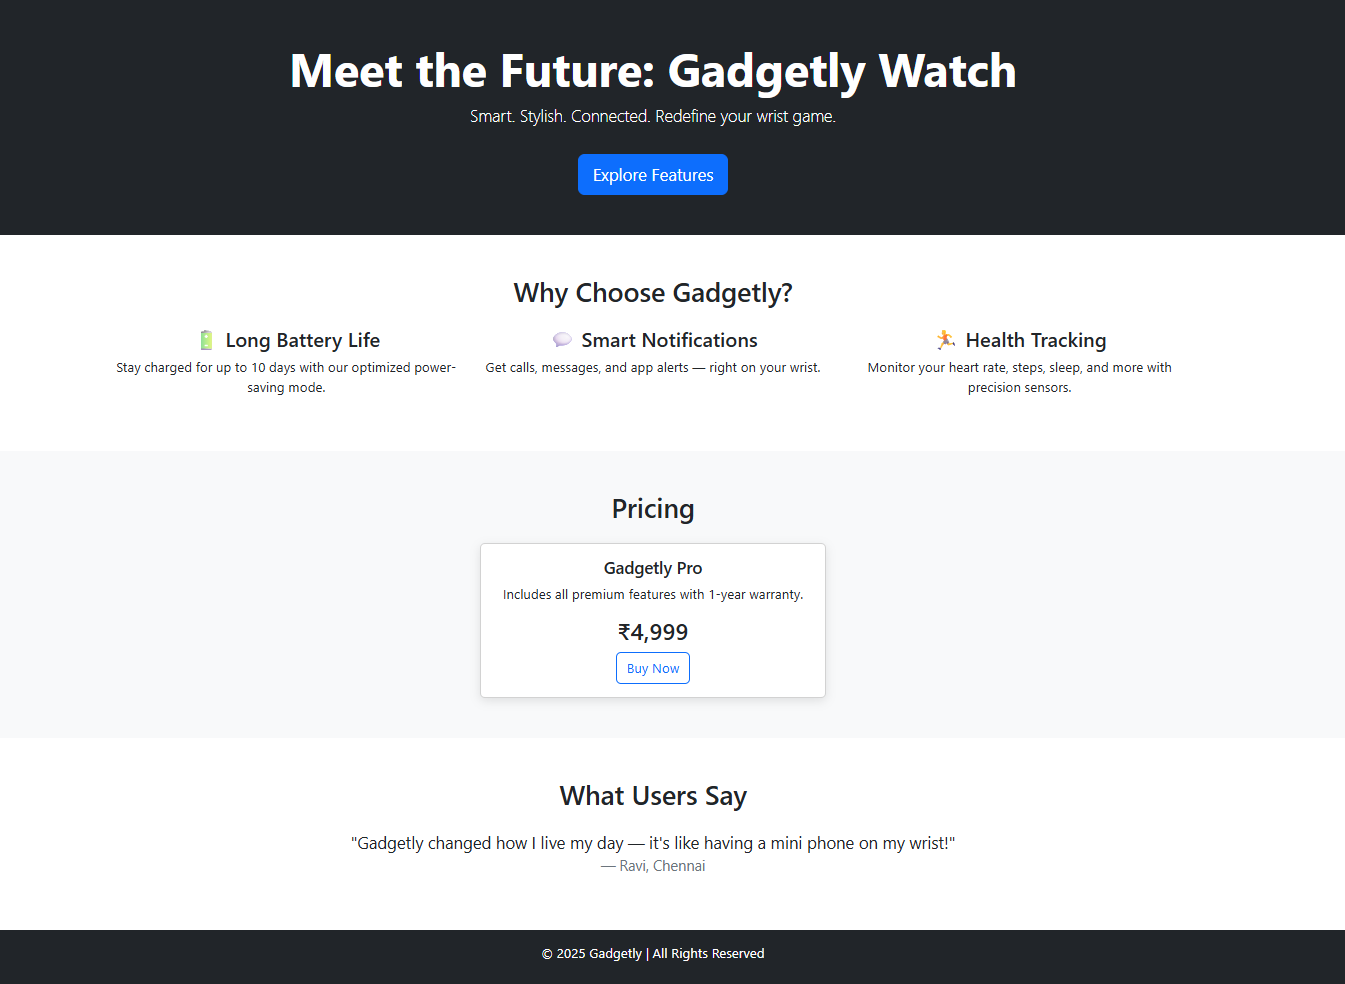 Meet the Future: Gadgetly Watch
Smart. Stylish. Connected. Redefine your wrist game.
Explore Features
Why Choose Gadgetly?
🔋 Long Battery Life
Stay charged for up to 10 days with our optimized power-
saving mode.
💬 Smart Notifications
Get calls, messages, and app alerts — right on your wrist.
🏃 Health Tracking
Monitor your heart rate, steps, sleep, and more with
precision sensors.
Pricing
Gadgetly Pro
Includes all premium features with 1-year warranty.
₹4,999
Buy Now
What Users Say
"Gadgetly changed how I live my day — it's like having a mini phone on my wrist!"
— Ravi, Chennai
© 2025 Gadgetly | All Rights Reserved